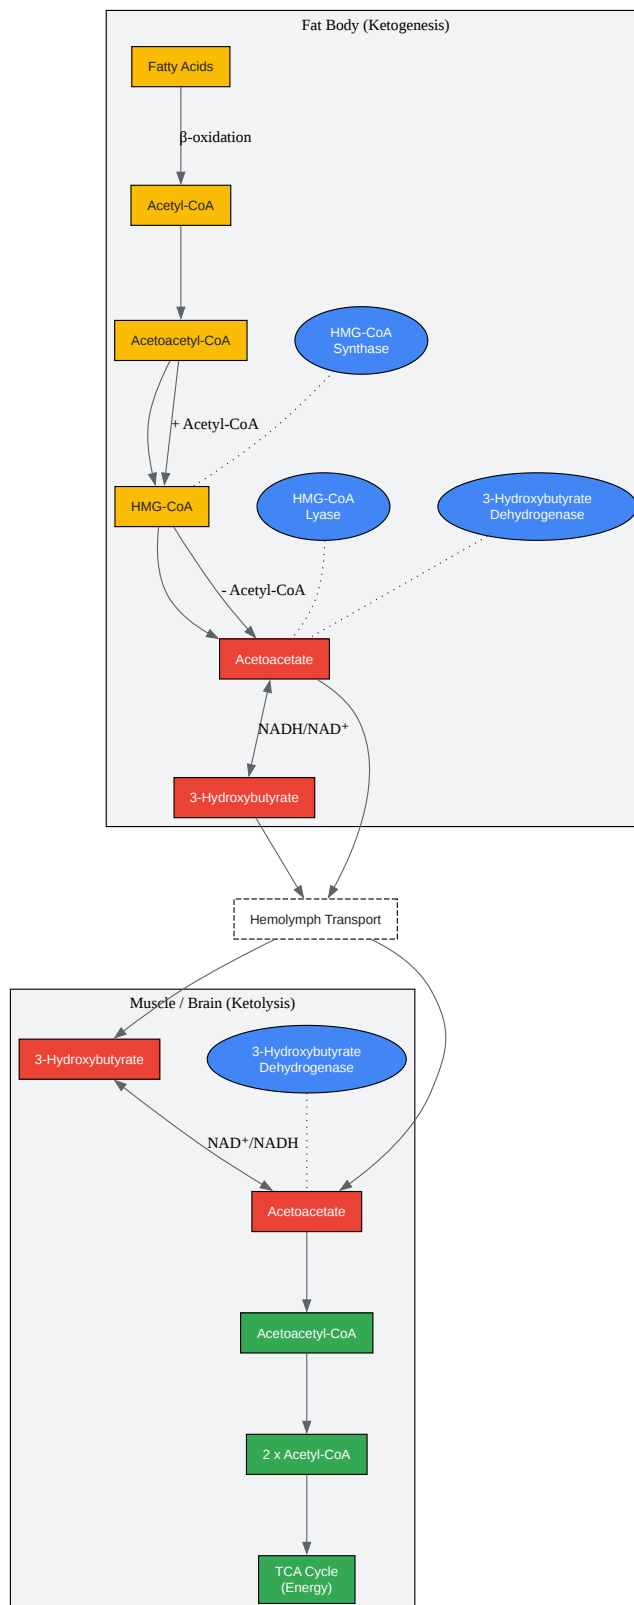 Fat Body (Ketogenesis)
Fatty Acids
β-oxidation
Acetyl-CoA
Acetoacetyl-CoA
HMG-CoA
Synthase
+ Acetyl-CoA
HMG-CoA
HMG-CoA
Lyase
3-Hydroxybutyrate
Dehydrogenase
- Acetyl-CoA
Acetoacetate
NADH/NAD⁺
3-Hydroxybutyrate
Hemolymph Transport
Muscle / Brain (Ketolysis)
3-Hydroxybutyrate
3-Hydroxybutyrate
Dehydrogenase
NAD⁺/NADH
Acetoacetate
Acetoacetyl-CoA
2 x Acetyl-CoA
TCA Cycle
(Energy)